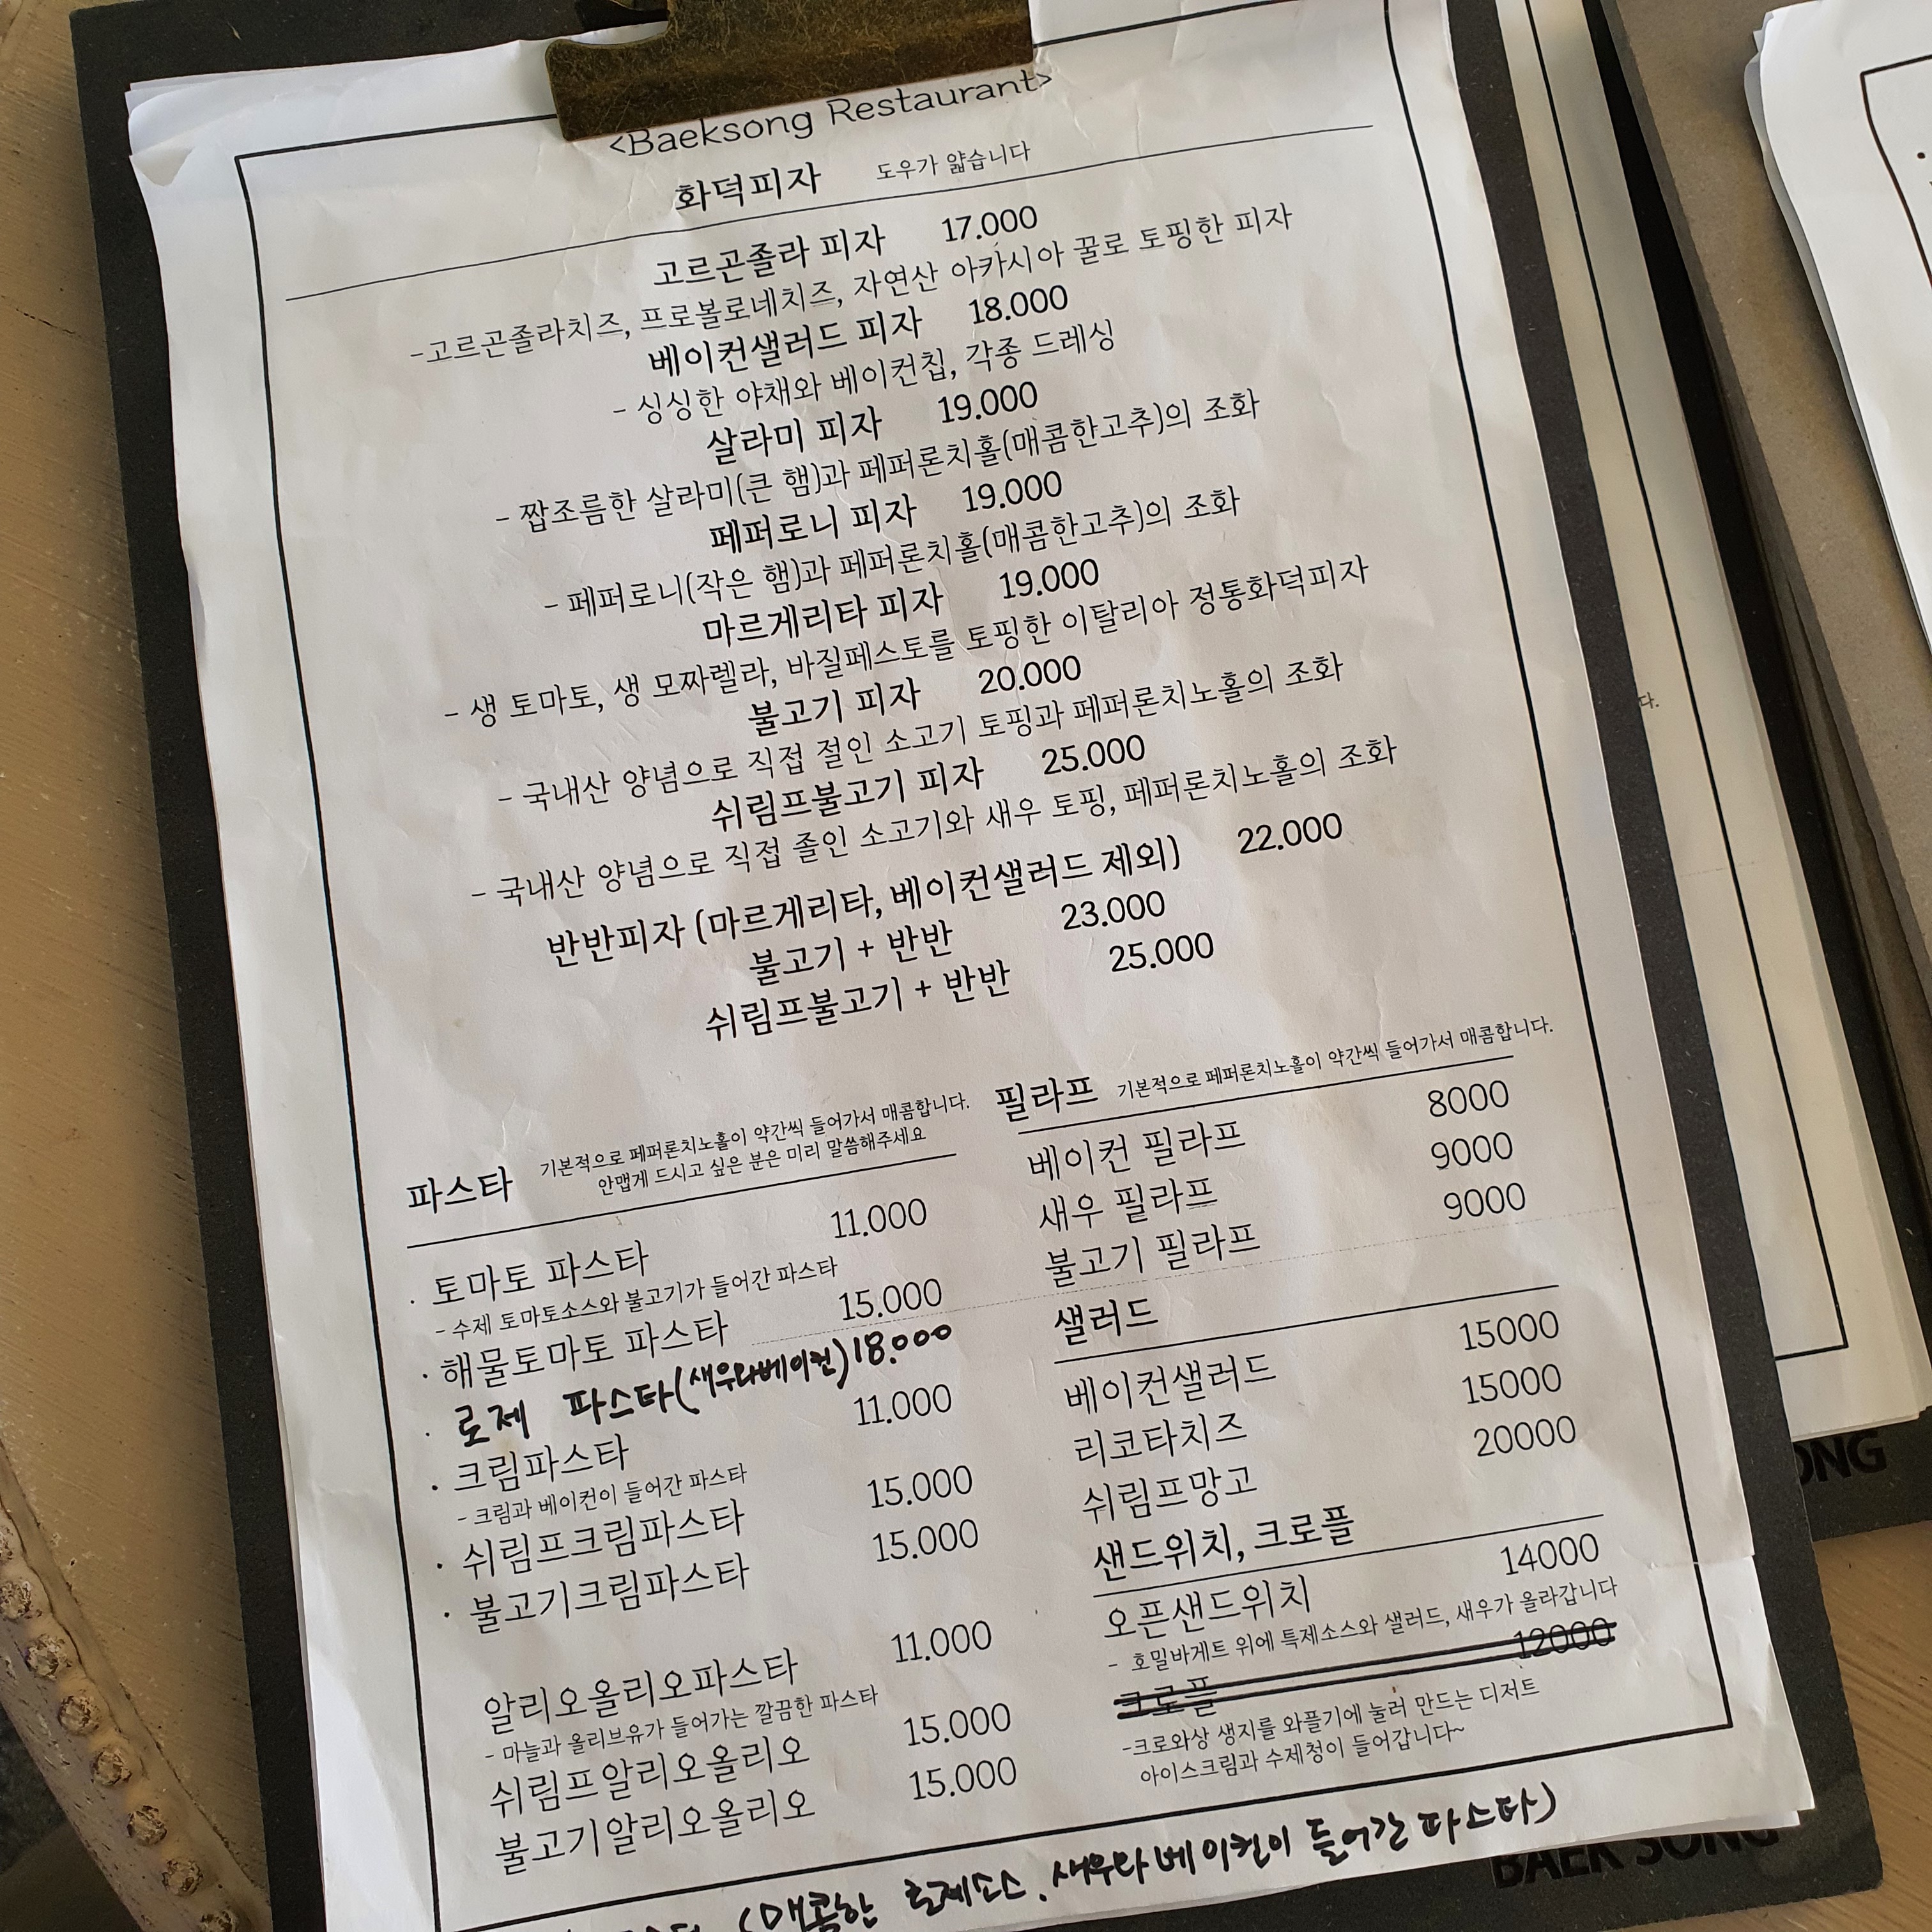 <Baeksong Restaurant>
화덕피자 도우가 얇습니다
고르곤졸라 피자 17.000
-고르곤졸라치즈, 프로볼로네치즈, 자연산 아카시아 꿀로 토핑한 피자
베이컨샐러드 피자 18.000
- 싱싱한 야채와 베이컨칩, 각종 드레싱
살라미 피자 19.000
- 짭조름한 살라미(큰 햄)과 페퍼론치홀(매콤한고추)의 조화
페퍼로니 피자 19.000
- 페퍼로니(작은 햄)과 페퍼론치홀(매콤한고추)의 조화
마르게리타 피자 19.000
- 생 토마토, 생 모짜렐라, 바질페스토를 토핑한 이탈리아 정통화덕피자
불고기 피자 20.000
- 국내산 양념으로 직접 절인 소고기 토핑과 페퍼론치노홀의 조화
쉬림프불고기 피자 25.000
- 국내산 양념으로 직접 졸인 소고기와 새우 토핑, 페퍼론치노홀의 조화
반반피자 (마르게리타, 베이컨샐러드 제외) 22.000
불고기 + 반반 23.000
쉬림프불고기 + 반반 25.000
파스타 기본적으로 페퍼론치노홀이 약간씩 들어가서 매콤합니다.
안맵게 드시고 싶은 분은 미리 말씀해주세요
· 토마토 파스타 11.000
- 수제 토마토소스와 불고기가 들어간 파스타
· 해물토마토 파스타 15.000
· 로제 파스타(새우와베이컨)18.000
· 크림파스타 11.000
- 크림과 베이컨이 들어간 파스타
· 쉬림프크림파스타 15.000
· 불고기크림파스타 15.000
알리오올리오파스타 11.000
- 마늘과 올리브유가 들어가는 깔끔한 파스타
쉬림프알리오올리오 15.000
불고기알리오올리오 15.000
필라프 기본적으로 페퍼론치노홀이 약간씩 들어가서 매콤합니다.
베이컨 필라프 8000
새우 필라프 9000
불고기 필라프 9000
샐러드
베이컨샐러드 15000
리코타치즈 15000
쉬림프망고 20000
샌드위치, 크로플
오픈샌드위치 14000
- 호밀바게트 위에 특제소스와 샐러드, 새우가 올라갑니다
크로플 12000
-크로와상 생지를 와플기에 눌러 만드는 디저트
아이스크림과 수제청이 들어갑니다~
(매콤한 로제소스. 새우와 베이컨이 들어간 파스타)
BAEK SONG
ONG
다.